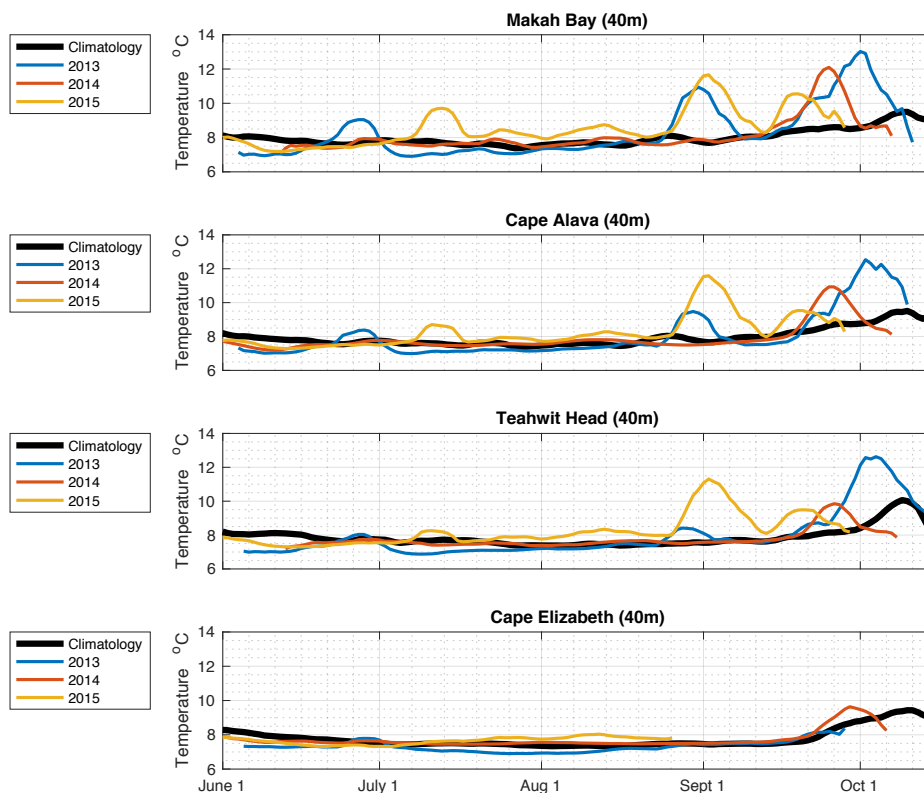 Makah Bay (40m)
Climatology
2013
2014
2015
Temperature °C
14
12
10
8
6
Cape Alava (40m)
Climatology
2013
2014
2015
Temperature °C
14
12
10
8
6
Teahwit Head (40m)
Climatology
2013
2014
2015
Temperature °C
14
12
10
8
6
Cape Elizabeth (40m)
Climatology
2013
2014
2015
Temperature °C
14
12
10
8
6
June 1 July 1 Aug 1 Sept 1 Oct 1